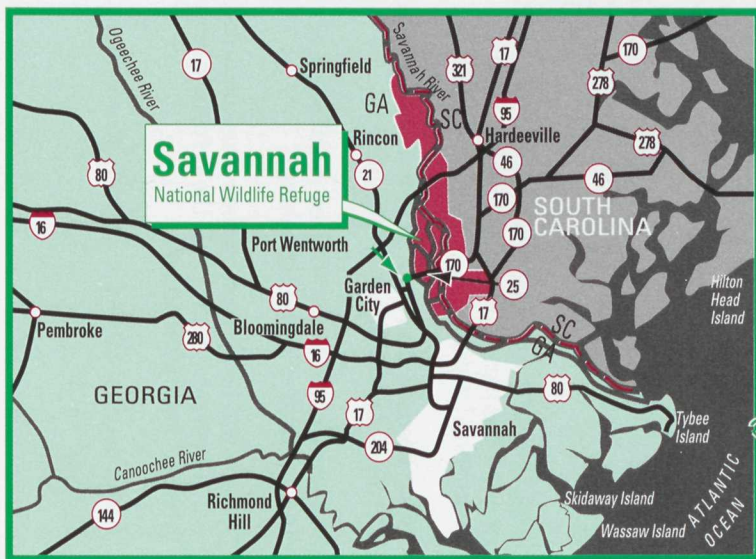 Ogeechee River
17
Springfield
Savannah River
321
17
170
278
GA
SC
95
Hardeeville
278
Rincon
21
46
46
Savannah
National Wildlife Refuge
80
16
170
SOUTH
CAROLINA
170
Port Wentworth
170
25
Garden
City
Hilton
Head
Island
80
17
SC
GA
Pembroke
Bloomingdale
280
16
GEORGIA
95
17
80
Savannah
Tybee
Island
204
Canoochee River
Richmond
Hill
144
Skidaway Island
Wassaw Island
ATLANTIC
OCEAN